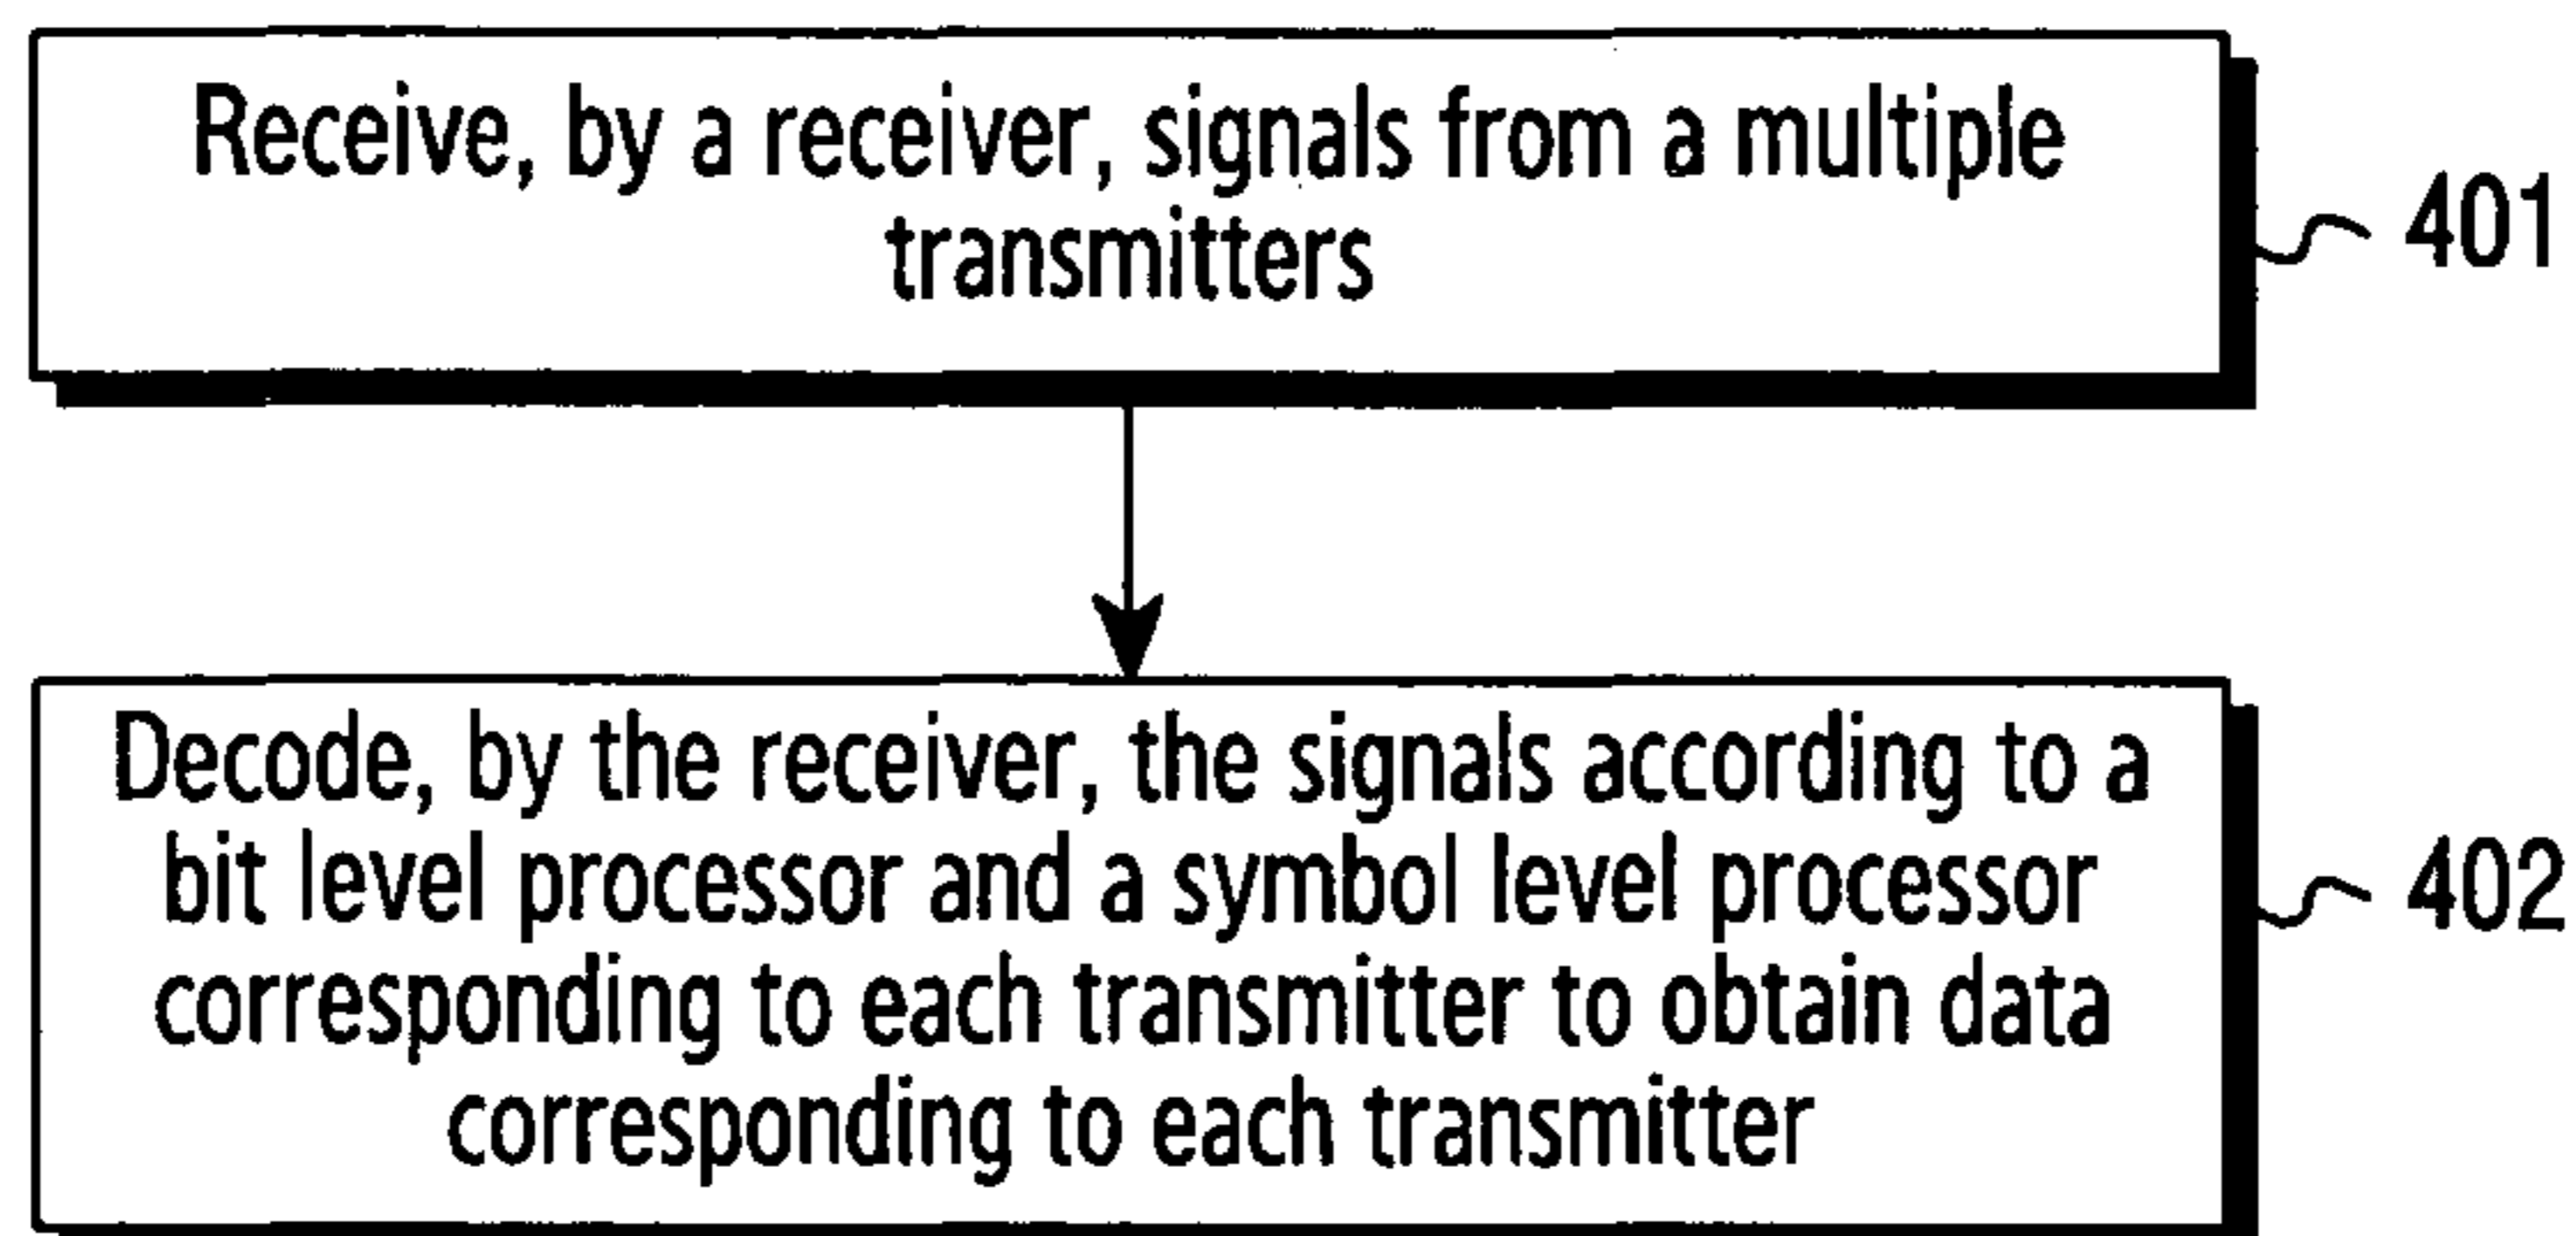 Receive, by a receiver, signals from a multiple
transmitters
401
Decode, by the receiver, the signals according to a
bit level processor and a symbol level processor
corresponding to each transmitter to obtain data
corresponding to each transmitter
402